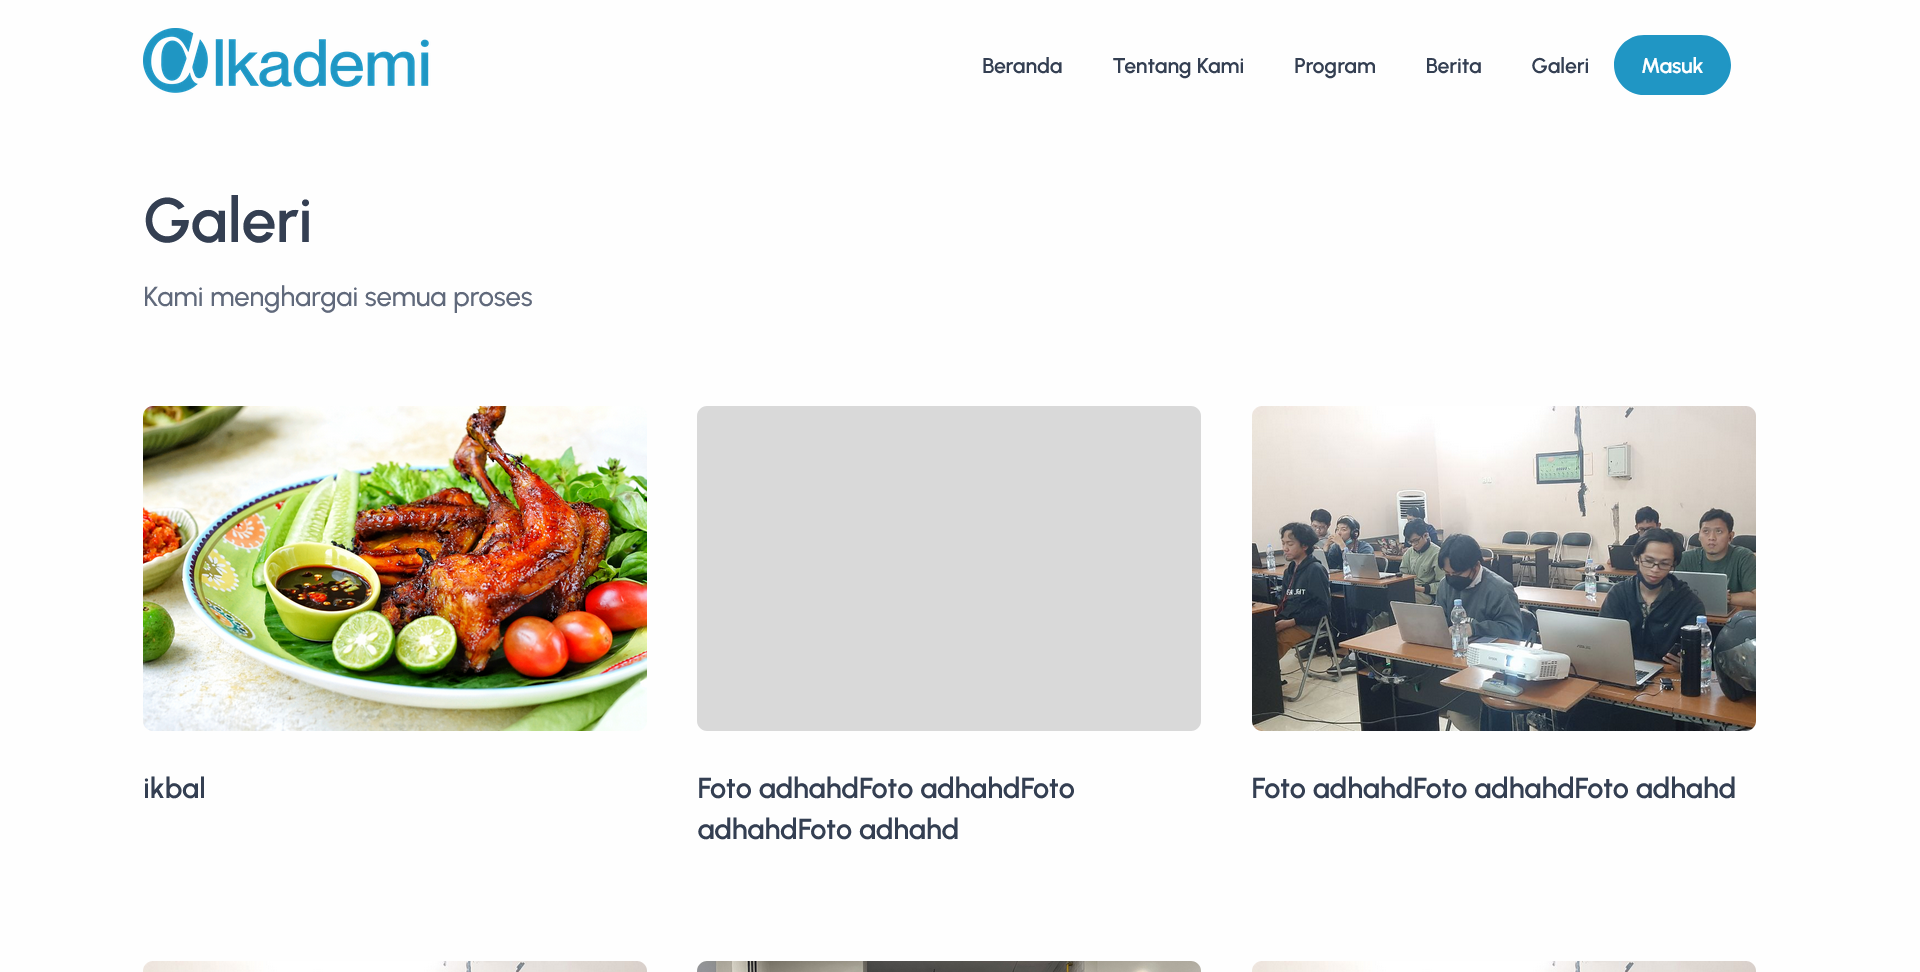 alkademi
Beranda
Tentang Kami
Program
Berita
Galeri
Masuk
Galeri
Kami menghargai semua proses
ikbal
Foto adhahdFoto adhahdFoto
adhahdFoto adhahd
Foto adhahdFoto adhahdFoto adhahd